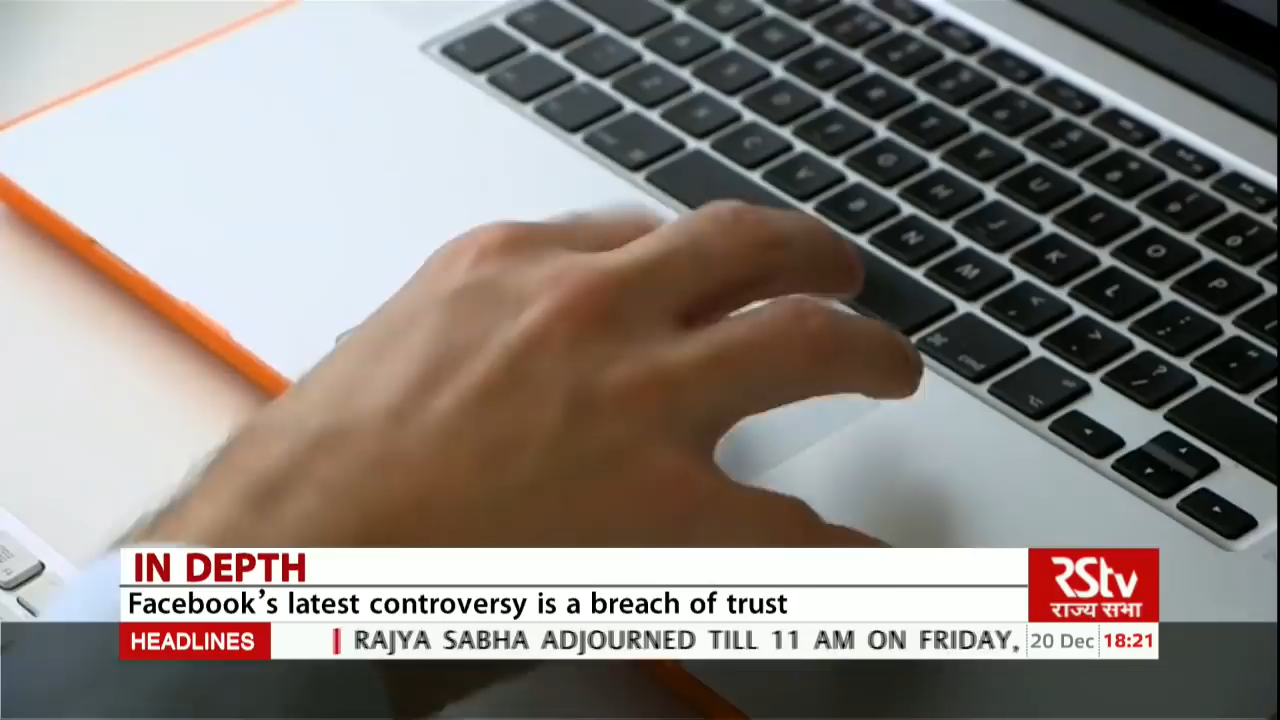 IN DEPTH
RStv
राज्य सभा
Facebook's latest controversy is a breach of trust
HEADLINES
RAJYA SABHA ADJOURNED TILL 11 AM ON FRIDAY,
20 Dec 18:21
N
M
H
J
K
L
U
I
O
P
cmd